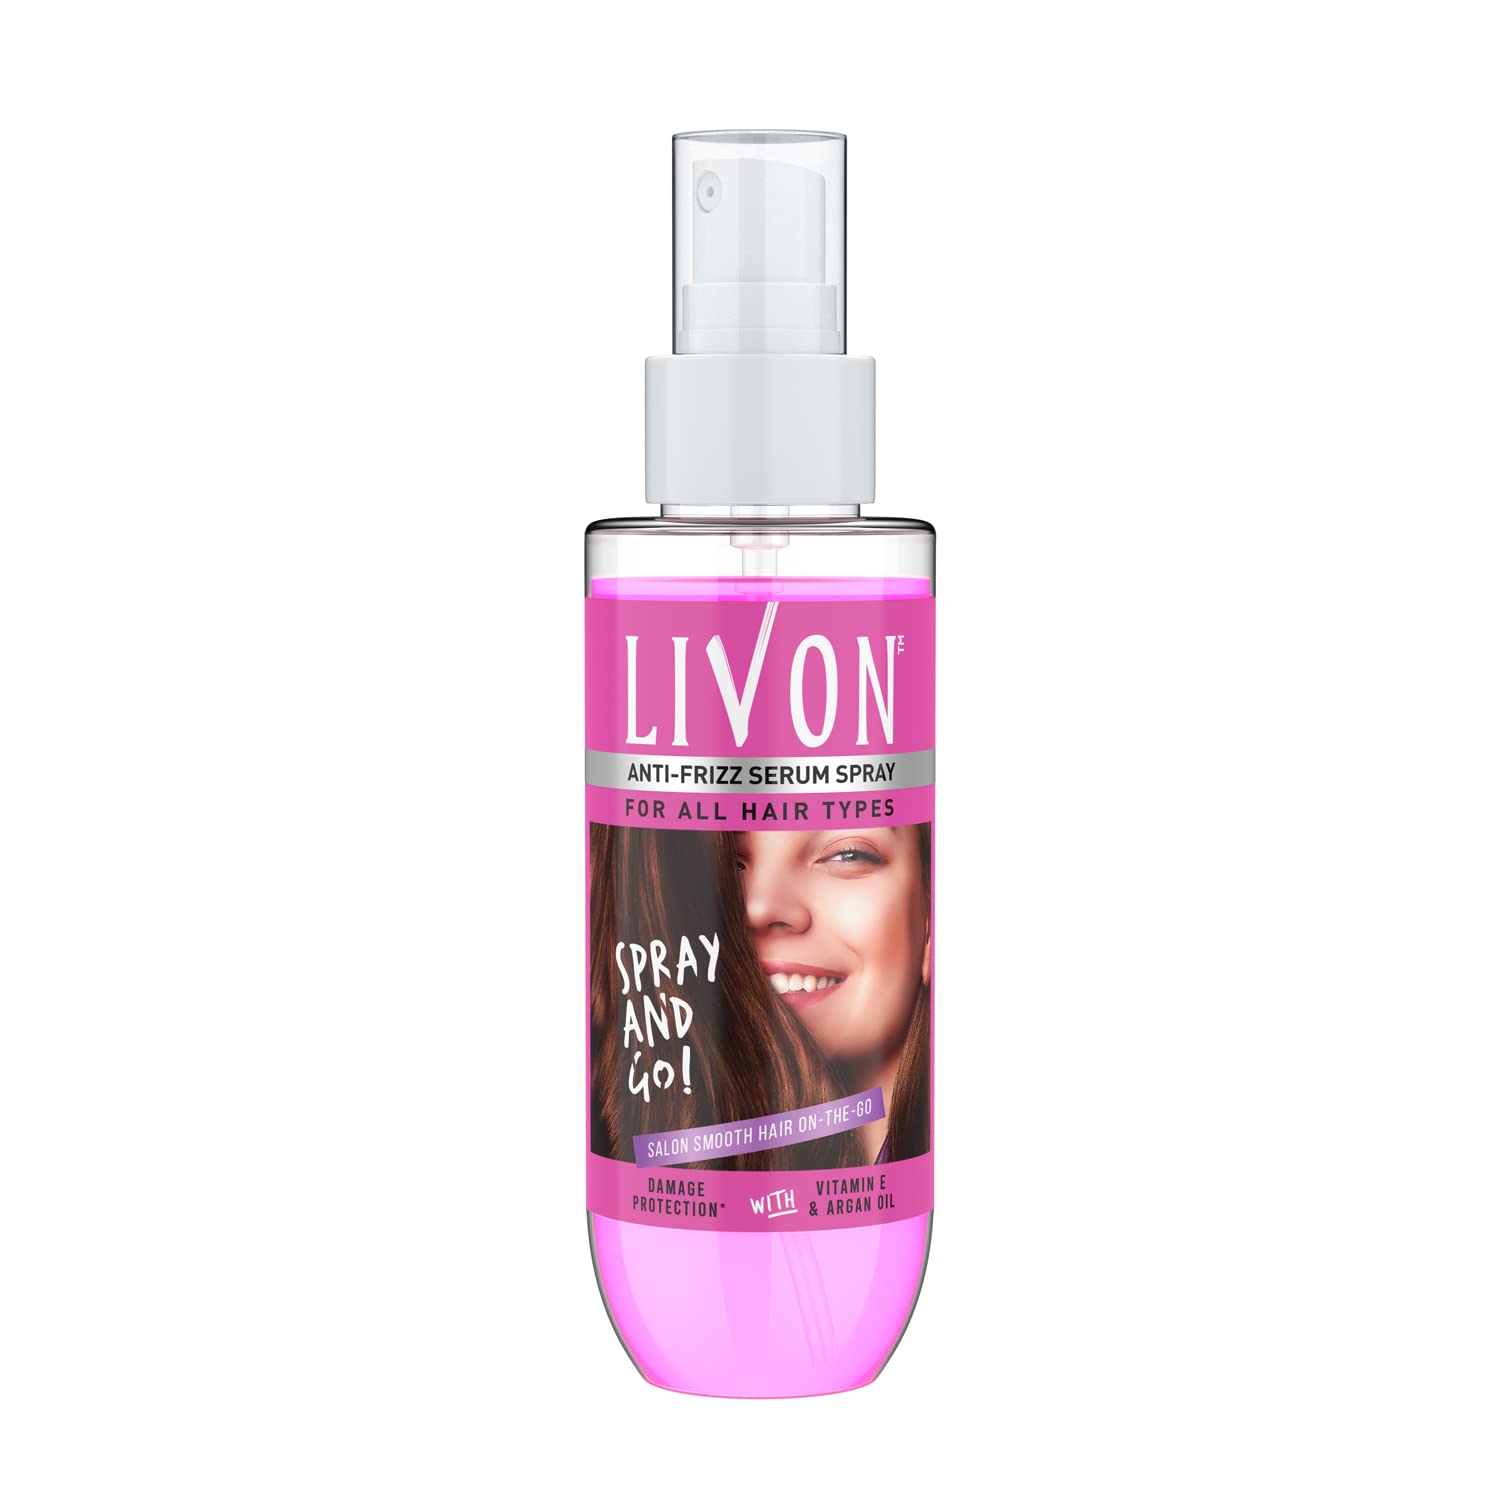 LIVON™
ANTI-FRIZZ SERUM SPRAY
FOR ALL HAIR TYPES
SPRAY
AND
GO!
SALON SMOOTH HAIR ON-THE-GO
DAMAGE
PROTECTION*
WITH
VITAMIN E
& ARGAN OIL